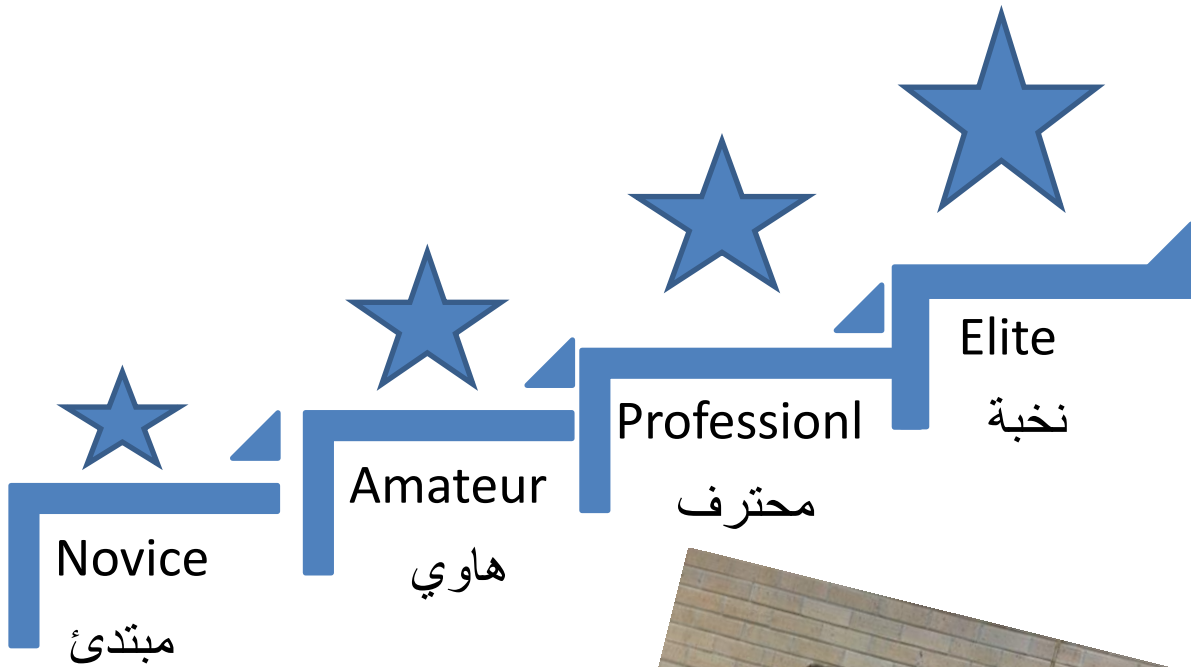 Novice
مبتدئ
Amateur
هاوي
Professionl
محترف
Elite
نخبة